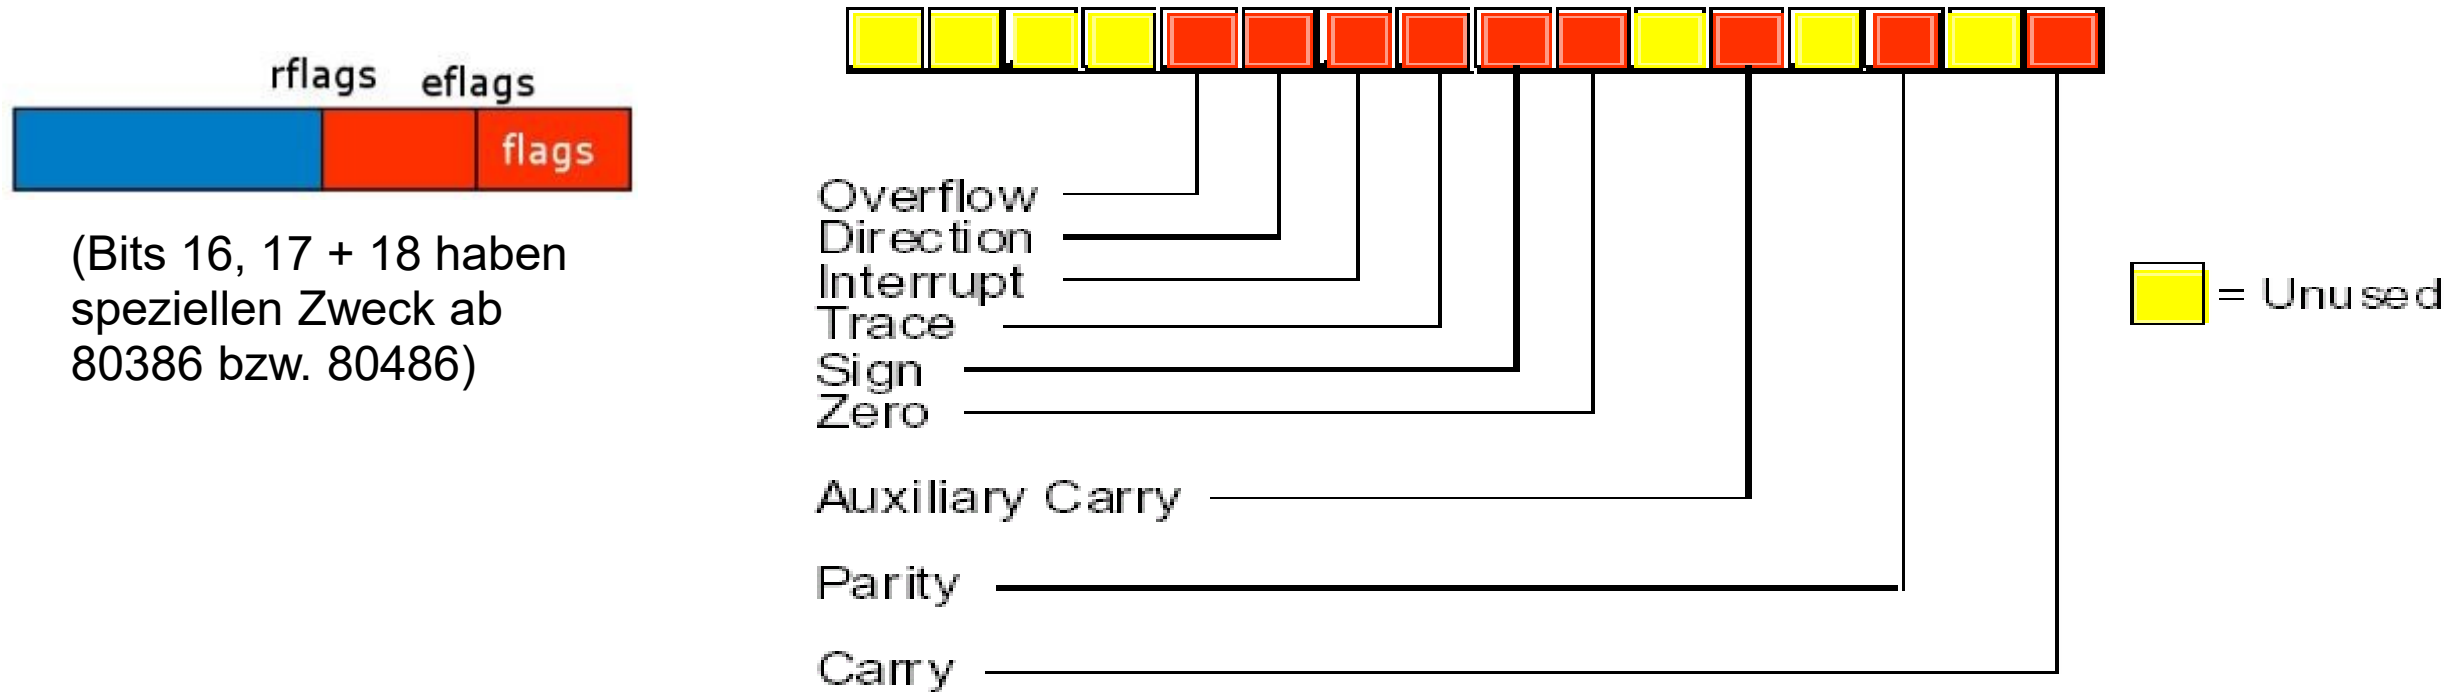 rflags eflags
flags
(Bits 16, 17 + 18 haben
speziellen Zweck ab
80386 bzw. 80486)
Overflow
Direction
Interrupt
Trace
Sign
Zero
Auxiliary Carry
Parity
Carry
= Unused